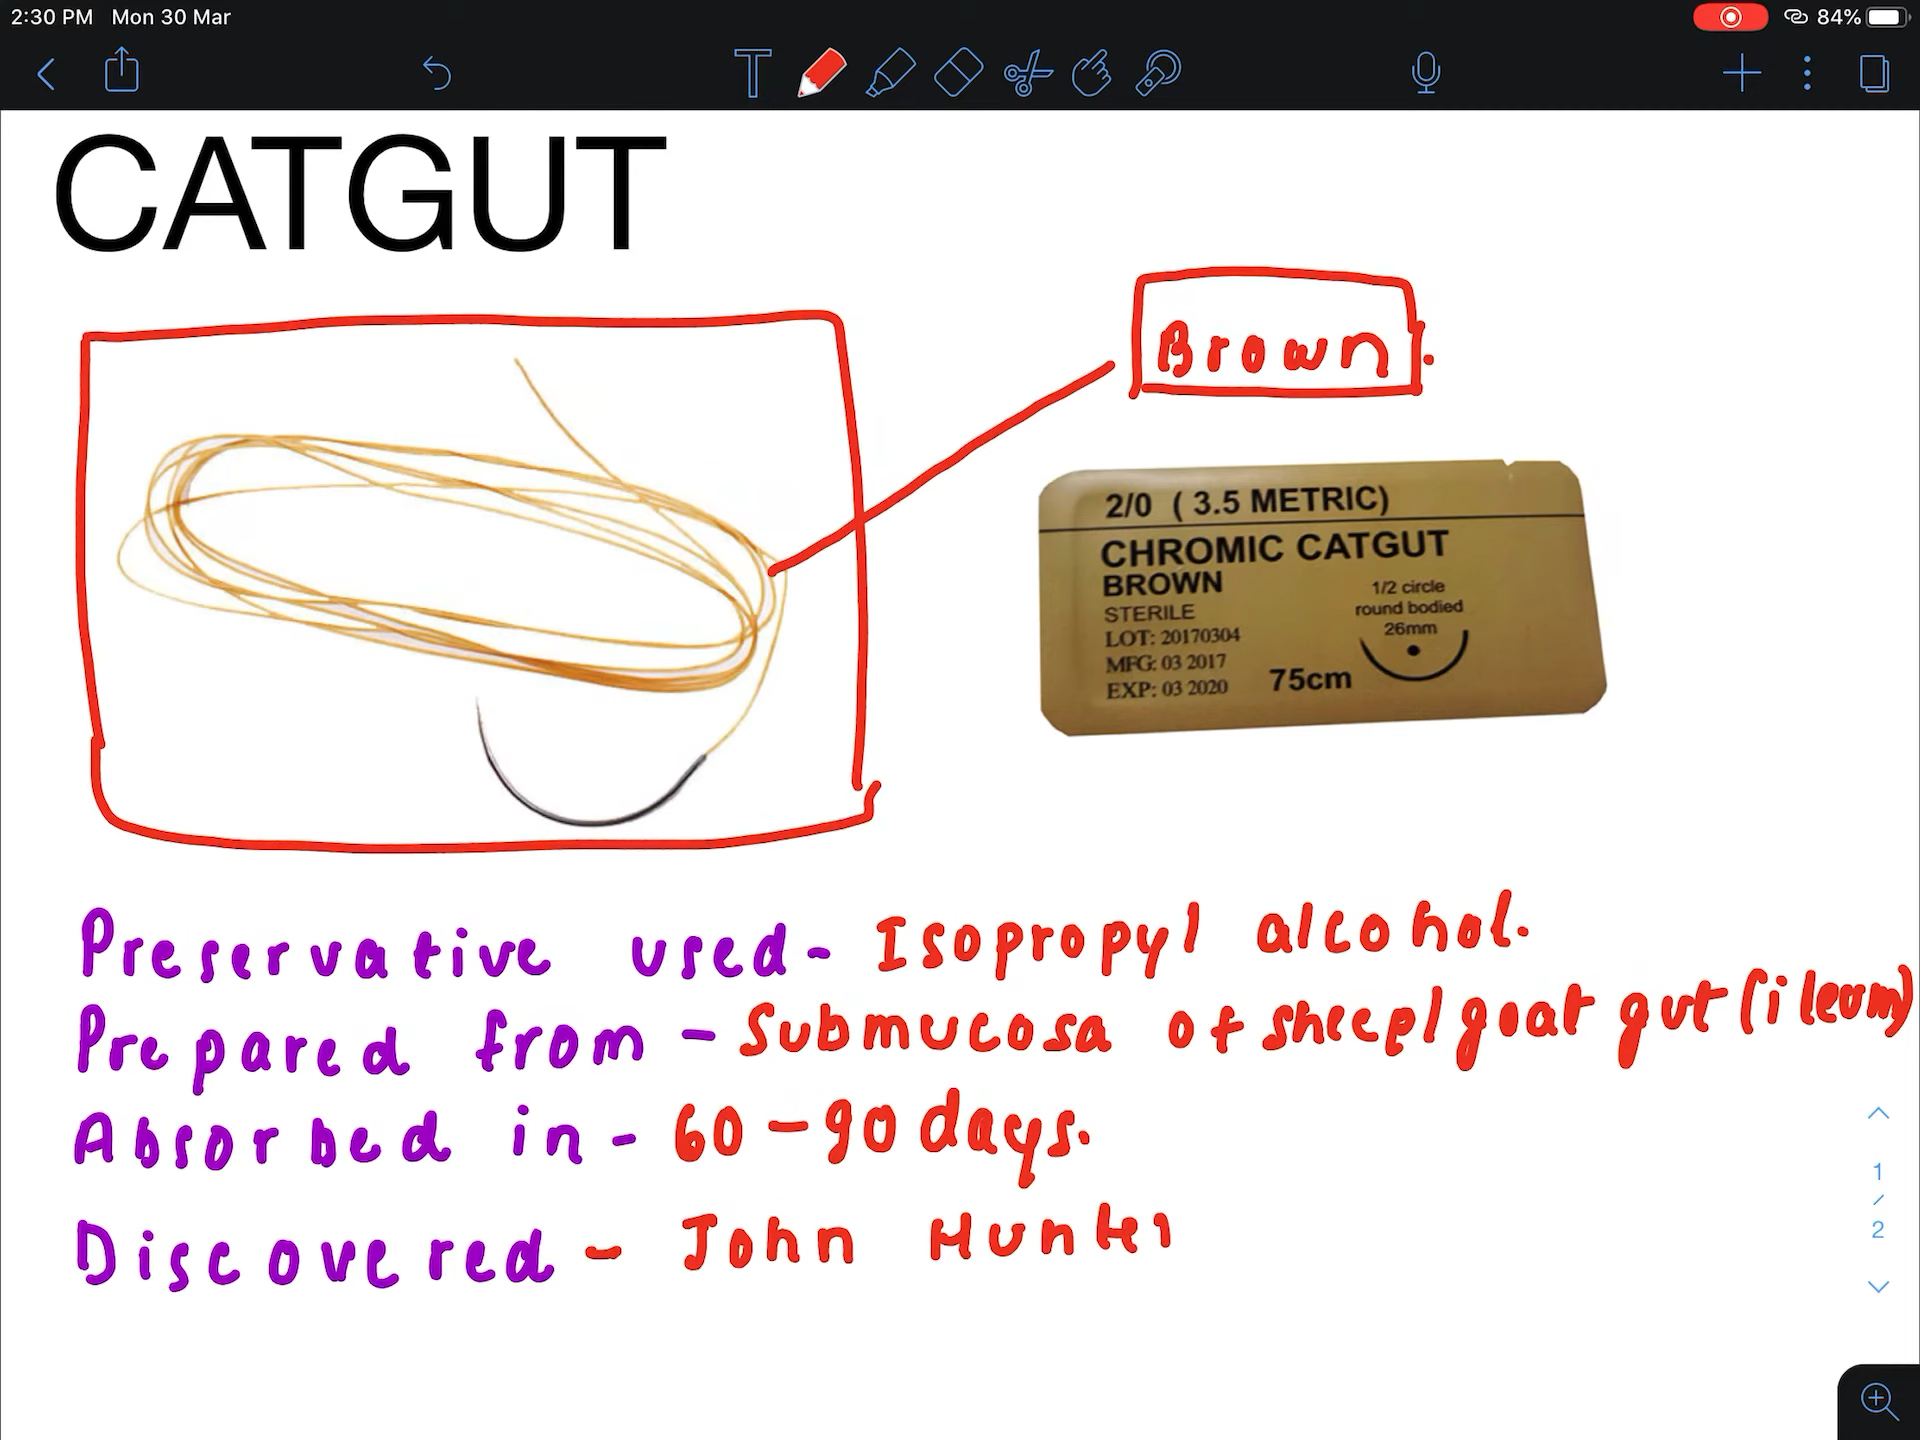 2:30 PM Mon 30 Mar
84%
T
CATGUT
Brown.
2/0 ( 3.5 METRIC)
CHROMIC CATGUT
BROWN
STERILE
LOT: 20170304
MFG: 03 2017
EXP: 03 2020
75cm
1/2 circle
round bodied
26mm
Preservative used- Isopropyl alcohol.
Prepared from - Submucosa of sheep/goat gut (ileum)
Absorbed in - 60-90 days.
Discovered - John Hunter
1
/
2